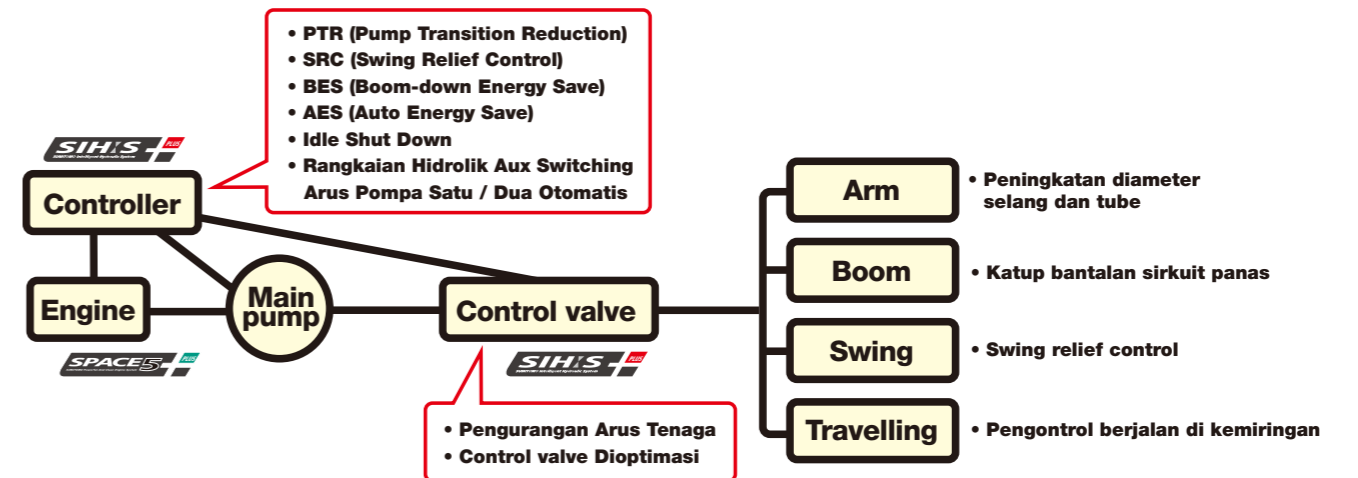 • PTR (Pump Transition Reduction)
• SRC (Swing Relief Control)
• BES (Boom-down Energy Save)
• AES (Auto Energy Save)
• Idle Shut Down
• Rangkaian Hidrolik Aux Switching
Arus Pompa Satu / Dua Otomatis
SIH:S PLUS
Controller
Engine
SPACE5 PLUS
Main
pump
Control valve
SIH:S PLUS
• Pengurangan Arus Tenaga
• Control valve Dioptimasi
Arm
• Peningkatan diameter
selang dan tube
Boom
• Katup bantalan sirkuit panas
Swing
• Swing relief control
Travelling
• Pengontrol berjalan di kemiringan